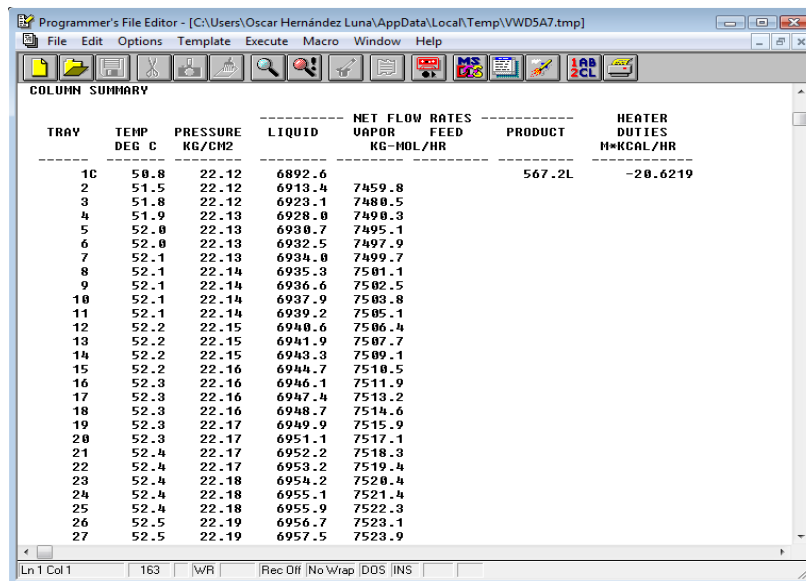 Programmer's File Editor - [C:\Users\Oscar Hernández Luna\AppData\Local\Temp\VWD5A7.tmp]
File Edit Options Template Execute Macro Window Help
MS DOS 1AB 2CL
COLUMN SUMMARY
---------- NET FLOW RATES ----------- HEATER
TRAY TEMP PRESSURE LIQUID VAPOR FEED PRODUCT DUTIES
DEG C KG/CM2 KG-MOL/HR M*KCAL/HR
------ ------- -------- -------- -------- -------- --------- ------------
1C 50.8 22.12 6892.6 567.2L -20.6219
2 51.5 22.12 6913.4 7459.8
3 51.8 22.12 6923.1 7480.5
4 51.9 22.13 6928.0 7490.3
5 52.0 22.13 6930.7 7495.1
6 52.0 22.13 6932.5 7497.9
7 52.1 22.13 6934.0 7499.7
8 52.1 22.14 6935.3 7501.1
9 52.1 22.14 6936.6 7502.5
10 52.1 22.14 6937.9 7503.8
11 52.1 22.14 6939.2 7505.1
12 52.2 22.15 6940.6 7506.4
13 52.2 22.15 6941.9 7507.7
14 52.2 22.15 6943.3 7509.1
15 52.2 22.16 6944.7 7510.5
16 52.3 22.16 6946.1 7511.9
17 52.3 22.16 6947.4 7513.2
18 52.3 22.16 6948.7 7514.6
19 52.3 22.17 6949.9 7515.9
20 52.3 22.17 6951.1 7517.1
21 52.4 22.17 6952.2 7518.3
22 52.4 22.17 6953.2 7519.4
23 52.4 22.18 6954.2 7520.4
24 52.4 22.18 6955.1 7521.4
25 52.4 22.18 6955.9 7522.3
26 52.5 22.19 6956.7 7523.1
27 52.5 22.19 6957.5 7523.9
Ln 1 Col 1 163 WR Rec Off No Wrap DOS INS